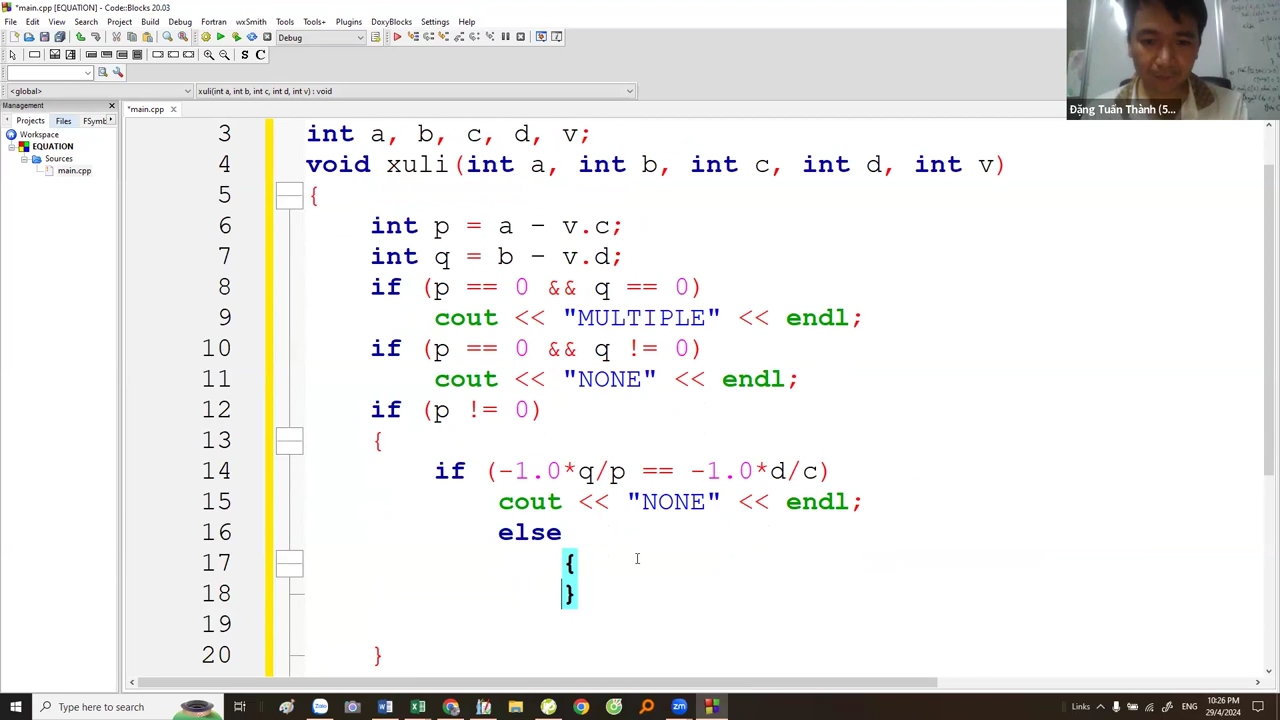 *main.cpp [EQUATION] - Code::Blocks 20.03
File Edit View Search Project Build Debug Fortran wxSmith Tools Tools+ Plugins DoxyBlocks Settings Help
Debug
S C
<global>
xuli(int a, int b, int c, int d, int v) : void
Management
*main.cpp
Projects Files FSymb
Workspace
EQUATION
Sources
main.cpp
Đặng Tuấn Thành (5...
3 int a, b, c, d, v;
4 void xuli(int a, int b, int c, int d, int v)
5 {
6 int p = a - v.c;
7 int q = b - v.d;
8 if (p == 0 && q == 0)
9 cout << "MULTIPLE" << endl;
10 if (p == 0 && q != 0)
11 cout << "NONE" << endl;
12 if (p != 0)
13 {
14 if (-1.0*q/p == -1.0*d/c)
15 cout << "NONE" << endl;
16 else
17 {
18 }
19
20 }
Type here to search
Links
ENG
10:26 PM
29/4/2024